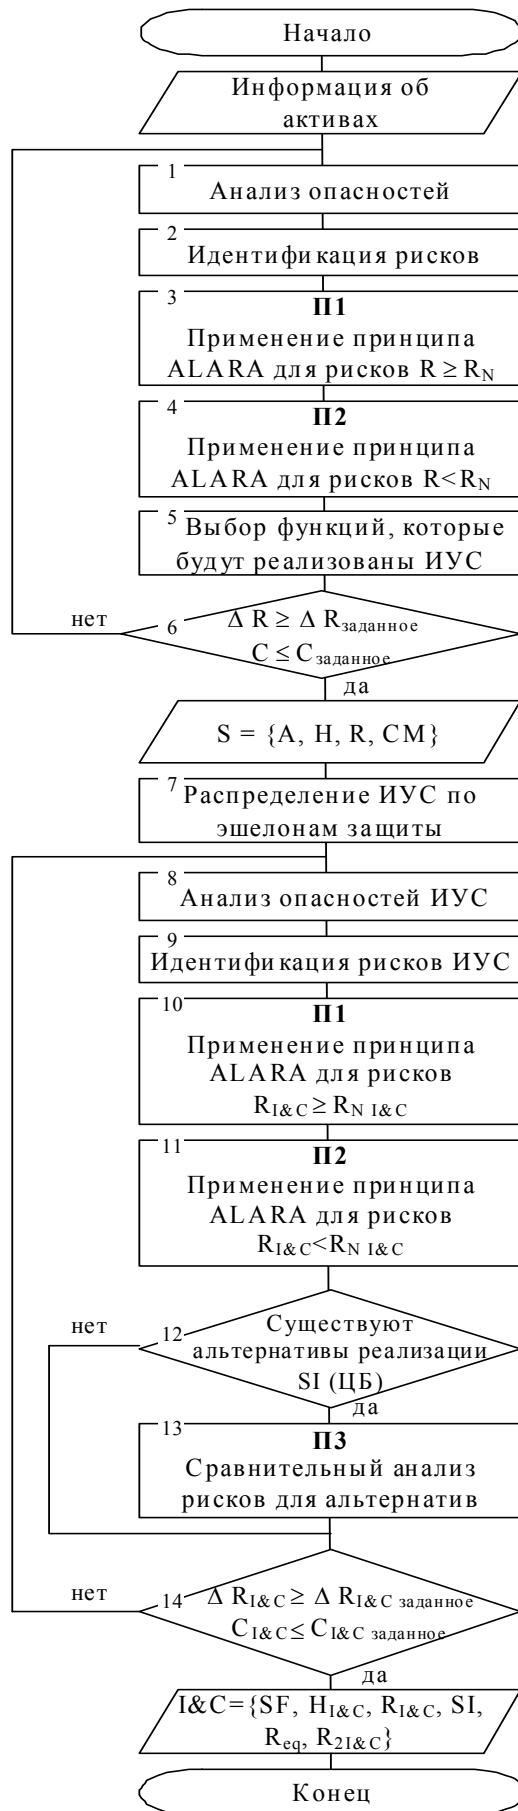 Начало
Информация об
активах
1
Анализ опасностей
2
Идентификация рисков
3
П1
Применение принципа
ALARA для рисков R ≥ R_N
4
П2
Применение принципа
ALARA для рисков R<R_N
5
Выбор функций, которые
будут реализованы ИУС
нет
6
Δ R ≥ Δ R_заданное
C ≤ C_заданное
да
S = {A, H, R, CM}
7
Распределение ИУС по
эшелонам защиты
8
Анализ опасностей ИУС
9
Идентификация рисков ИУС
10
П1
Применение принципа
ALARA для рисков
R_I&C ≥ R_N I&C
11
П2
Применение принципа
ALARA для рисков
R_I&C<R_N I&C
нет
12
Существуют
альтернативы реализации
SI (ЦБ)
да
13
П3
Сравнительный анализ
рисков для альтернатив
нет
14
Δ R_I&C ≥ Δ R_I&C заданное
C_I&C ≤ C_I&C заданное
да
I&C={SF, H_I&C, R_I&C, SI,
R_eq, R_2I&C}
Конец